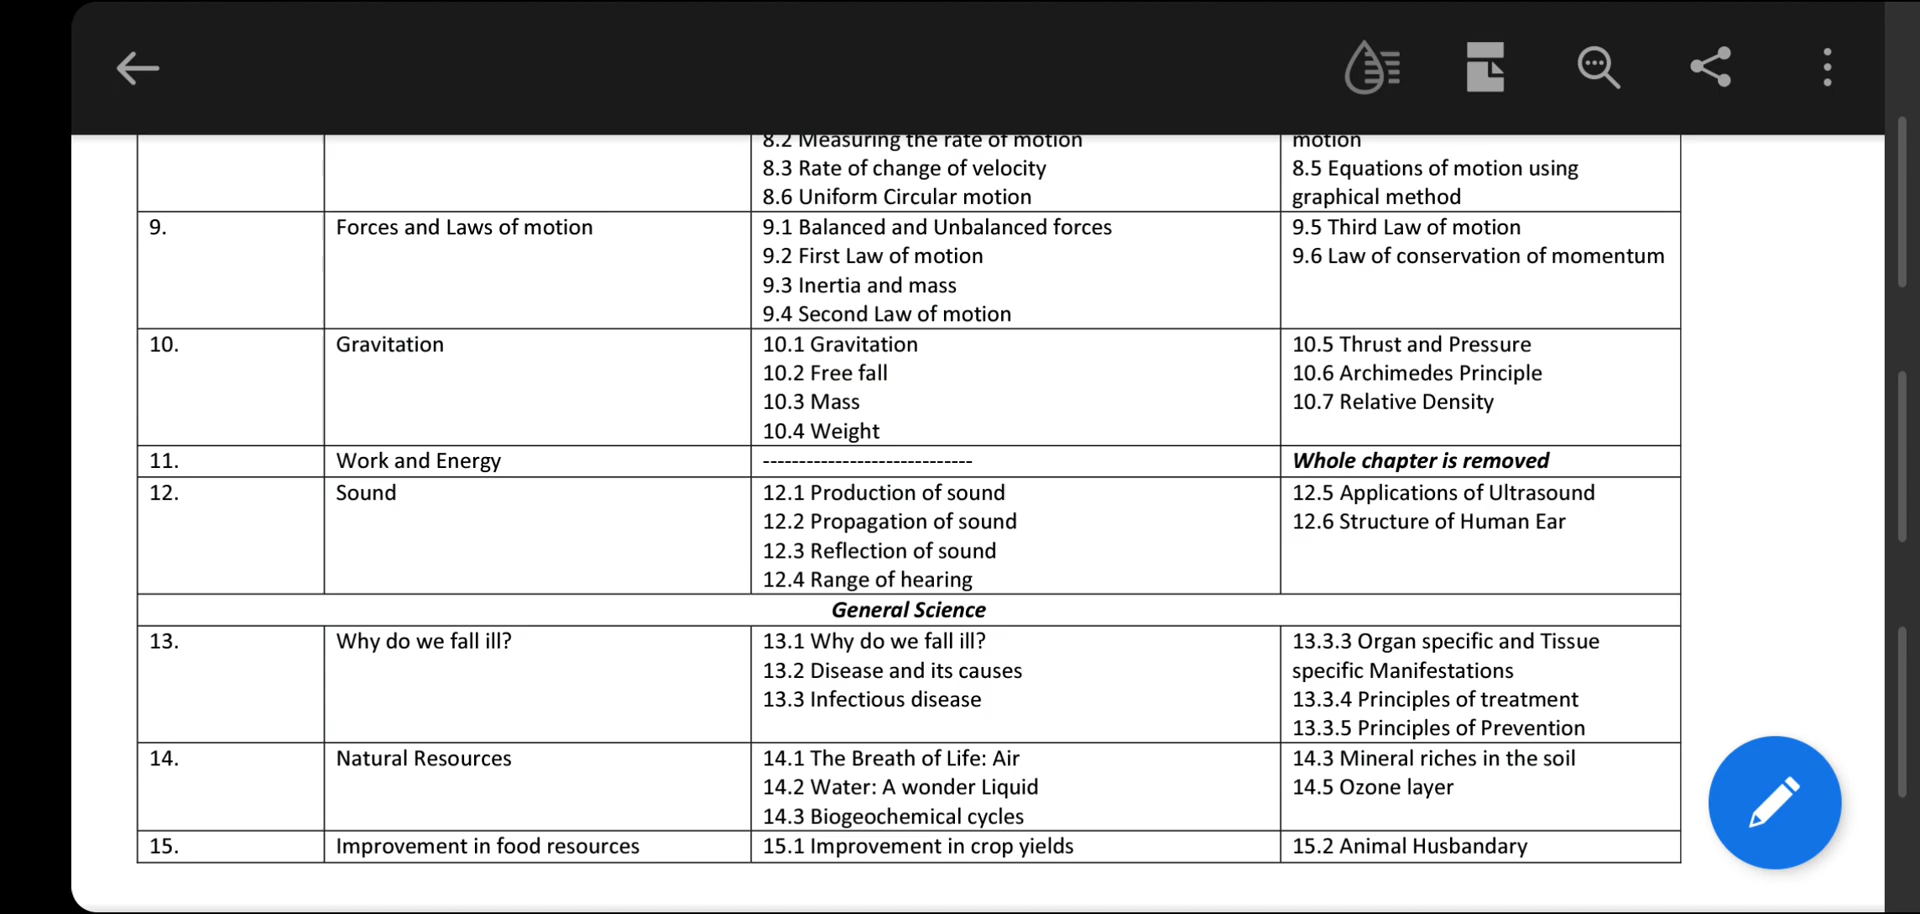 8.2 Measuring the rate of motion
motion
8.3 Rate of change of velocity
8.5 Equations of motion using
8.6 Uniform Circular motion
graphical method
9.
Forces and Laws of motion
9.1 Balanced and Unbalanced forces
9.2 First Law of motion
9.3 Inertia and mass
9.4 Second Law of motion
9.5 Third Law of motion
9.6 Law of conservation of momentum
10.
Gravitation
10.1 Gravitation
10.2 Free fall
10.3 Mass
10.4 Weight
10.5 Thrust and Pressure
10.6 Archimedes Principle
10.7 Relative Density
11.
Work and Energy
-----------------------------
Whole chapter is removed
12.
Sound
12.1 Production of sound
12.2 Propagation of sound
12.3 Reflection of sound
12.4 Range of hearing
12.5 Applications of Ultrasound
12.6 Structure of Human Ear
General Science
13.
Why do we fall ill?
13.1 Why do we fall ill?
13.2 Disease and its causes
13.3 Infectious disease
13.3.3 Organ specific and Tissue
specific Manifestations
13.3.4 Principles of treatment
13.3.5 Principles of Prevention
14.
Natural Resources
14.1 The Breath of Life: Air
14.2 Water: A wonder Liquid
14.3 Biogeochemical cycles
14.3 Mineral riches in the soil
14.5 Ozone layer
15.
Improvement in food resources
15.1 Improvement in crop yields
15.2 Animal Husbandary